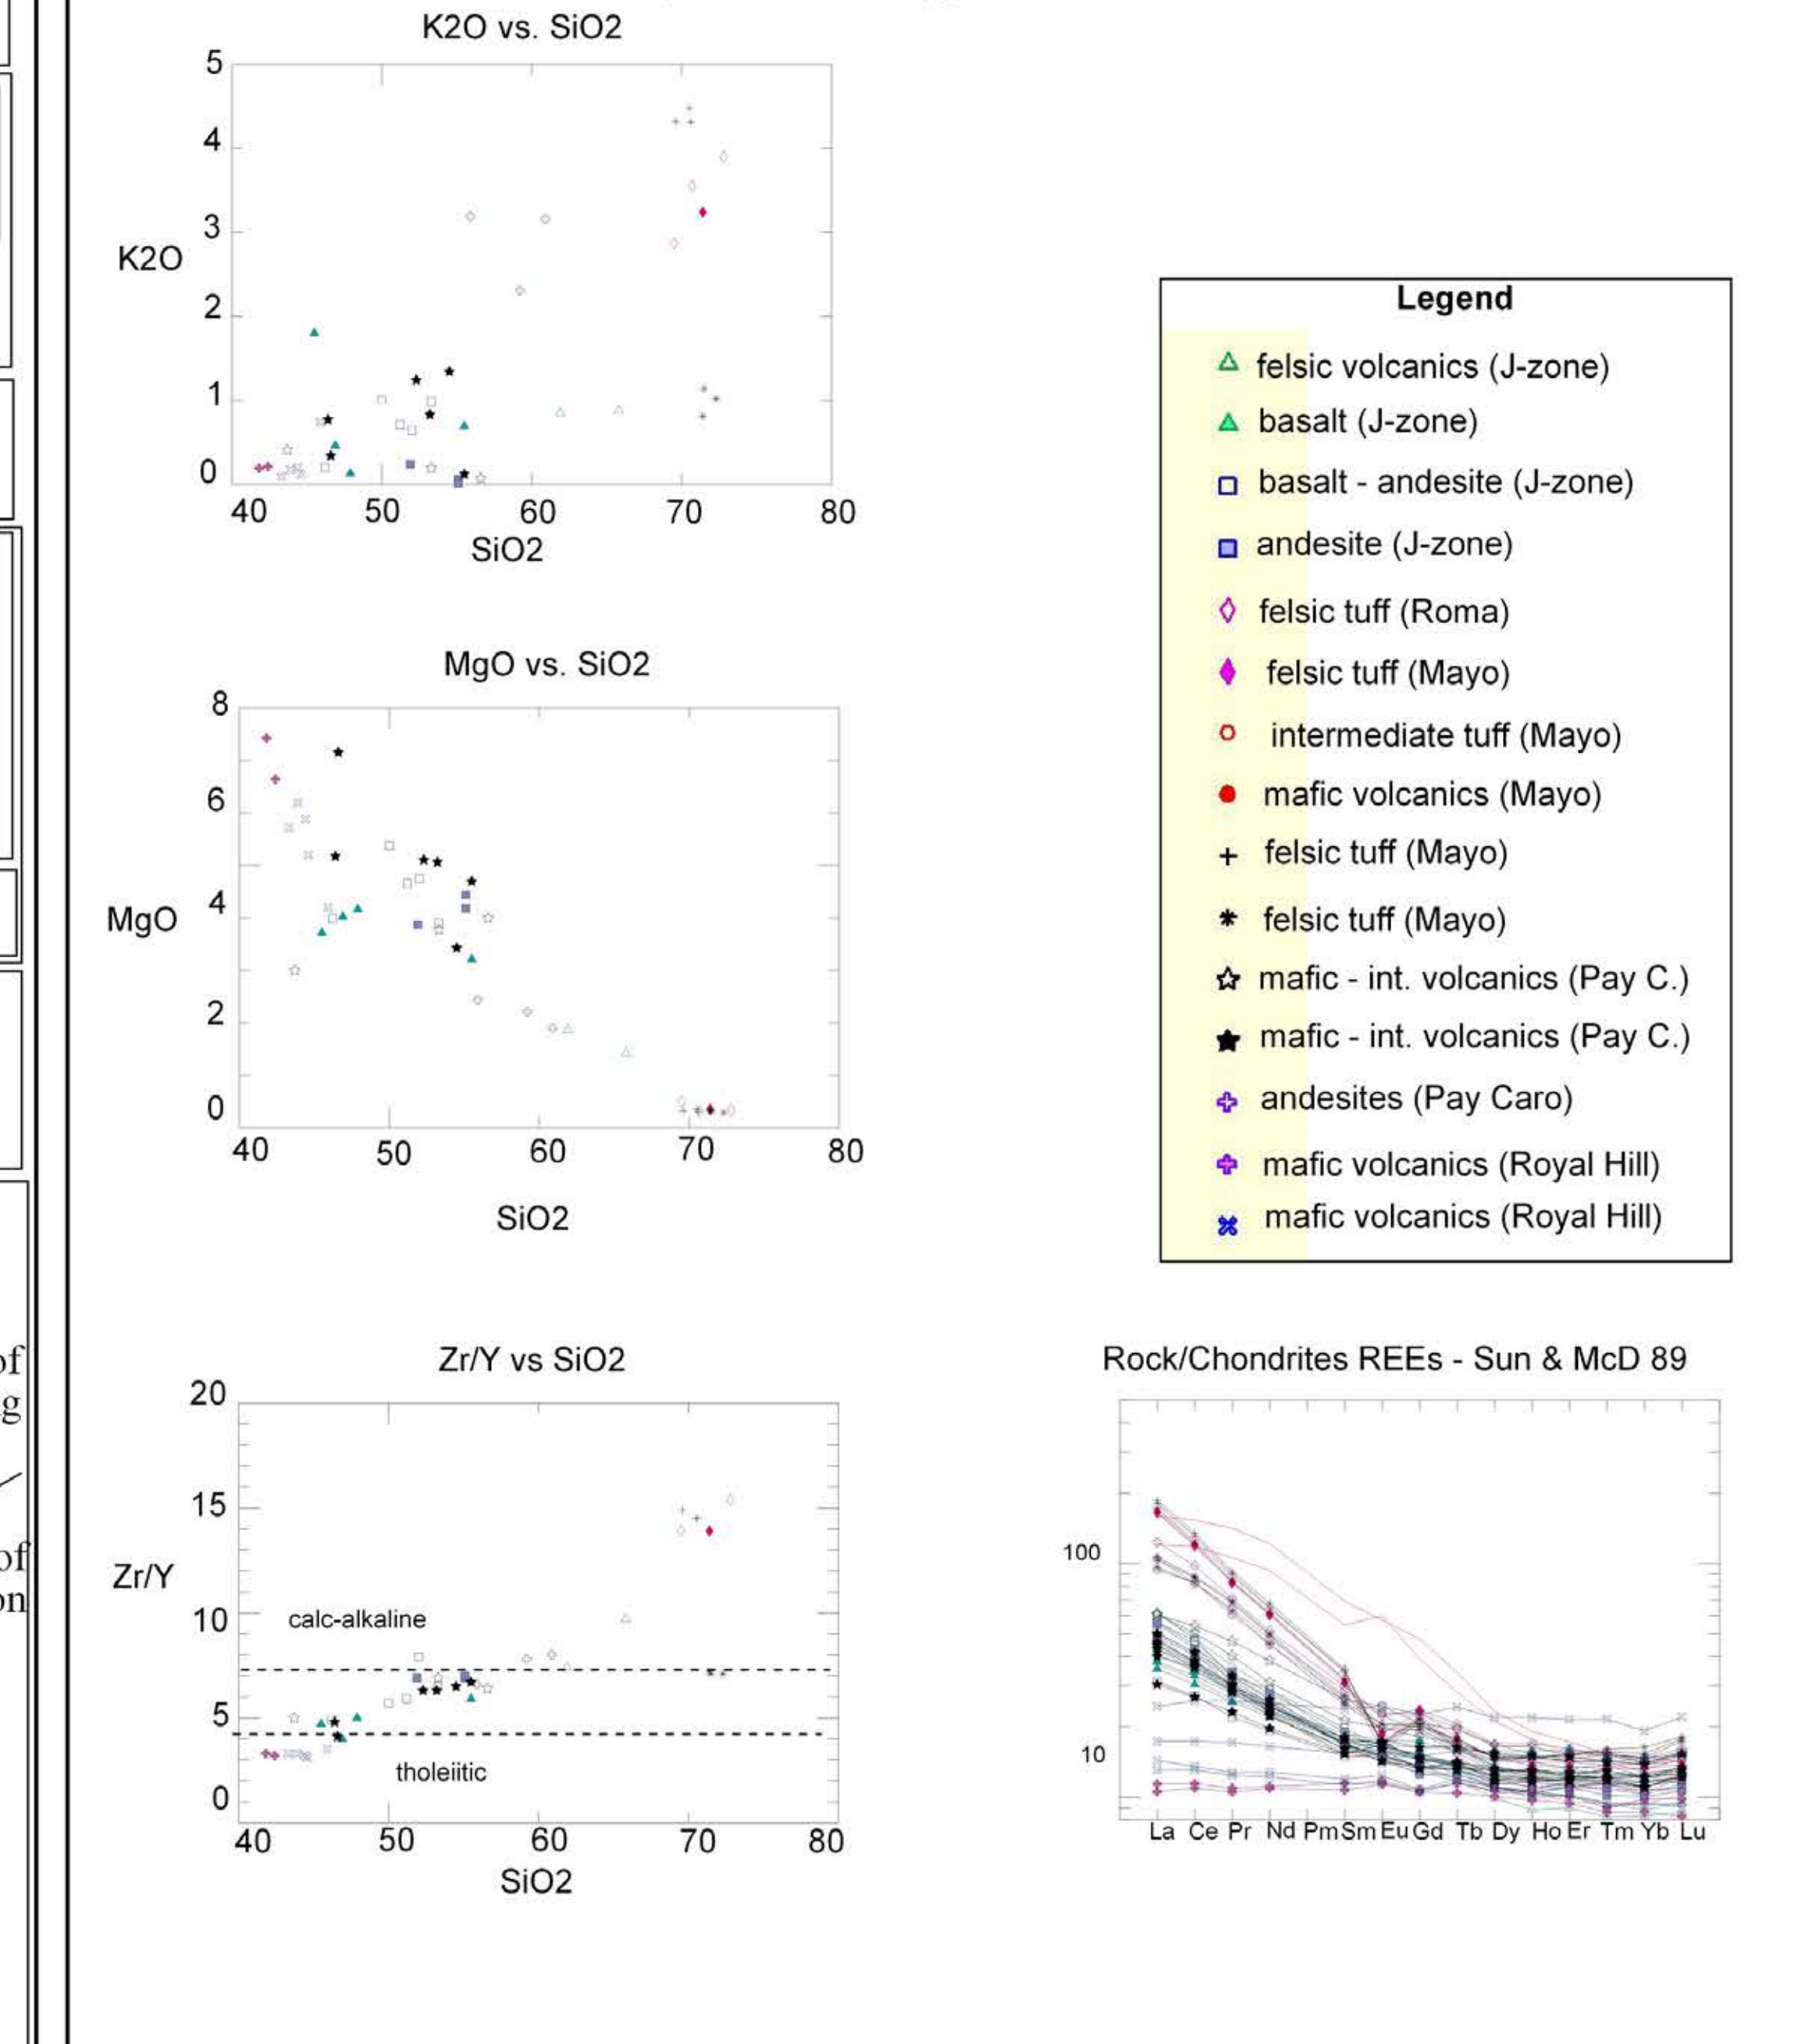 K2O vs. SiO2
5
4
3
K2O
2
1
0
40 50 60 70 80
SiO2
MgO vs. SiO2
8
6
4
MgO
2
0
40 50 60 70 80
SiO2
Legend
felsic volcanics (J-zone)
basalt (J-zone)
basalt - andesite (J-zone)
andesite (J-zone)
felsic tuff (Roma)
felsic tuff (Mayo)
intermediate tuff (Mayo)
mafic volcanics (Mayo)
felsic tuff (Mayo)
felsic tuff (Mayo)
mafic - int. volcanics (Pay C.)
mafic - int. volcanics (Pay C.)
andesites (Pay Caro)
mafic volcanics (Royal Hill)
mafic volcanics (Royal Hill)
Zr/Y vs SiO2
20
15
Zr/Y
10
calc-alkaline
5
tholeiitic
0
40 50 60 70 80
SiO2
Rock/Chondrites REEs - Sun & McD 89
100
10
La Ce Pr Nd Pm Sm Eu Gd Tb Dy Ho Er Tm Yb Lu
of
g
of
on